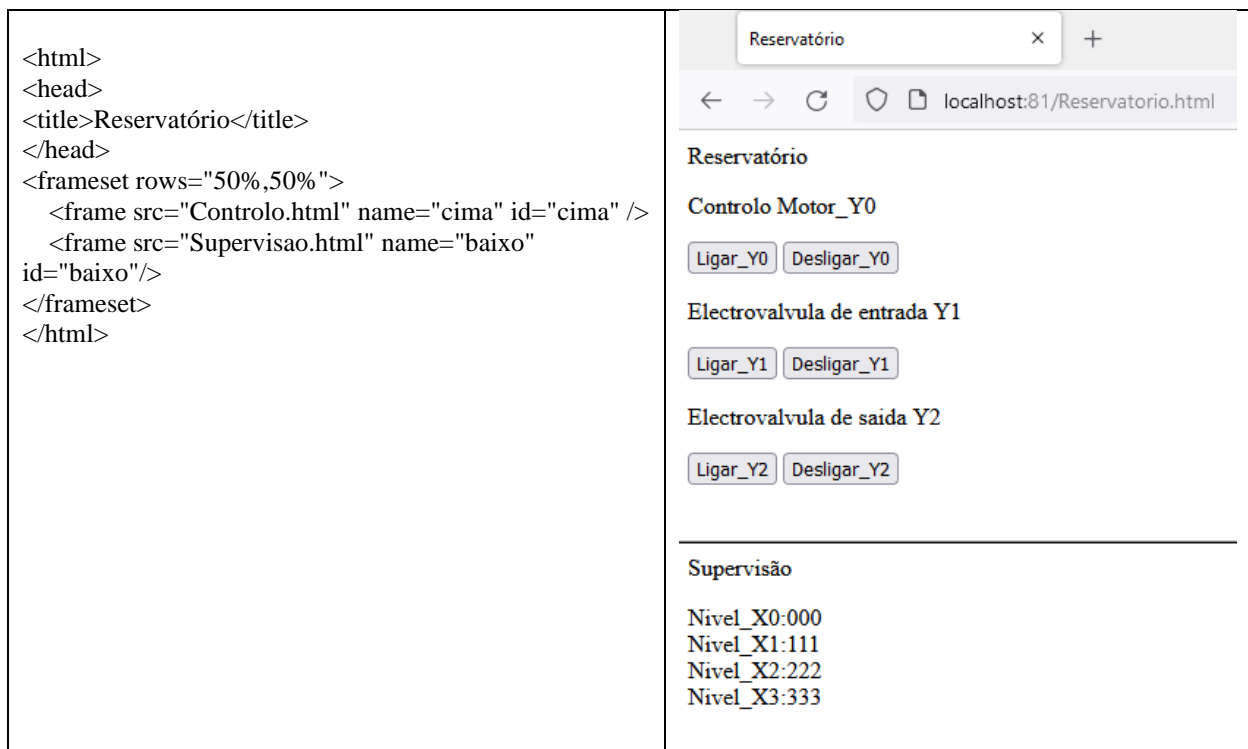 <html>
<head>
<title>Reservatório</title>
</head>
<frameset rows="50%,50%">
<frame src="Controlo.html" name="cima" id="cima" />
<frame src="Supervisao.html" name="baixo"
id="baixo"/>
</frameset>
</html>
Reservatório
localhost:81/Reservatorio.html
Reservatório
Controlo Motor_Y0
Ligar_Y0 Desligar_Y0
Electrovalvula de entrada Y1
Ligar_Y1 Desligar_Y1
Electrovalvula de saida Y2
Ligar_Y2 Desligar_Y2
Supervisão
Nivel_X0:000
Nivel_X1:111
Nivel_X2:222
Nivel_X3:333